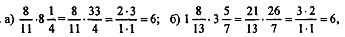 а) 8/11 · 8 1/4 = 8/11 · 33/4 = 2·3/1·1 = 6; б) 1 8/13 · 3 5/7 = 21/13 · 26/7 = 3·2/1·1 = 6,